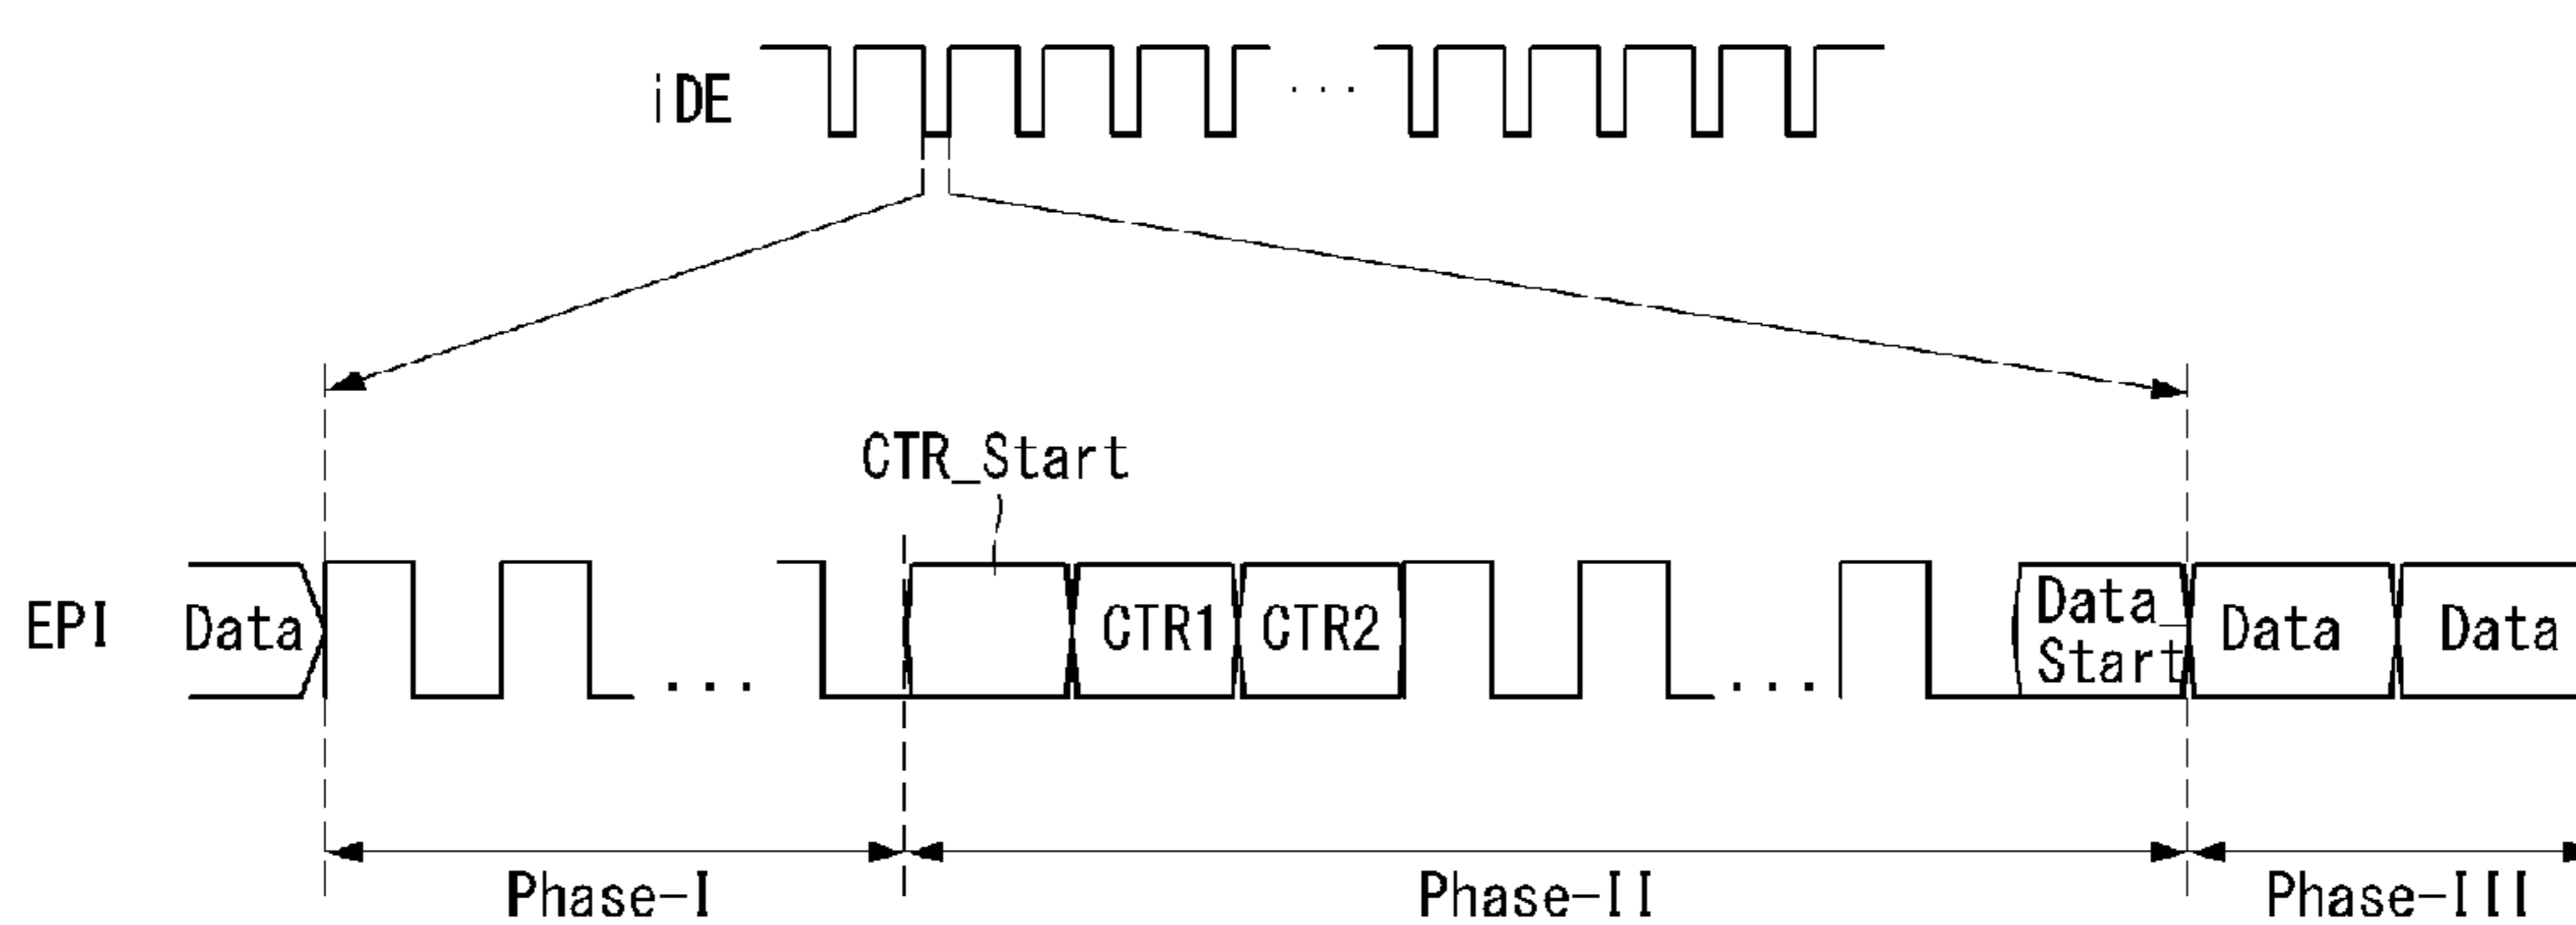 iDE
...
CTR_Start
EPI Data ... CTR1 CTR2 ... Data_ Data Data
Start
Phase-I Phase-II Phase-III